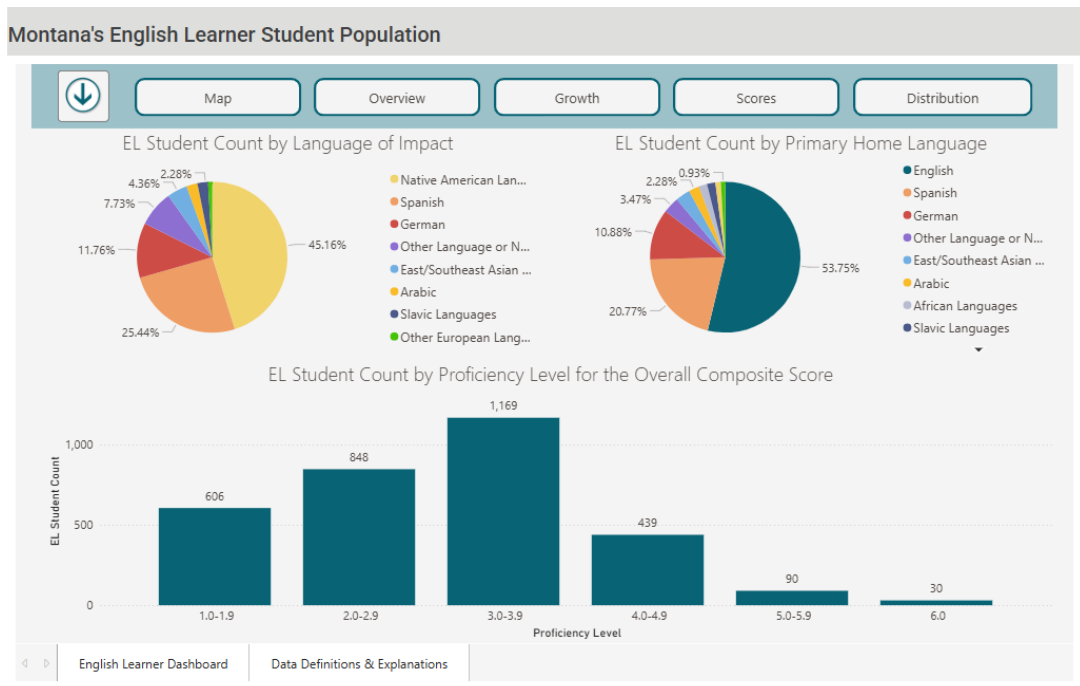 Montana's English Learner Student Population
Map
Overview
Growth
Scores
Distribution
EL Student Count by Language of Impact
2.28%
4.36%
7.73%
11.76%
25.44%
45.16%
Native American Lan...
Spanish
German
Other Language or N...
East/Southeast Asian ...
Arabic
Slavic Languages
Other European Lang...
EL Student Count by Primary Home Language
0.93%
2.28%
3.47%
10.88%
20.77%
53.75%
English
Spanish
German
Other Language or N...
East/Southeast Asian ...
Arabic
African Languages
Slavic Languages
EL Student Count by Proficiency Level for the Overall Composite Score
EL Student Count
1,000
500
0
606
848
1,169
439
90
30
1.0-1.9
2.0-2.9
3.0-3.9
4.0-4.9
5.0-5.9
6.0
Proficiency Level
English Learner Dashboard
Data Definitions & Explanations